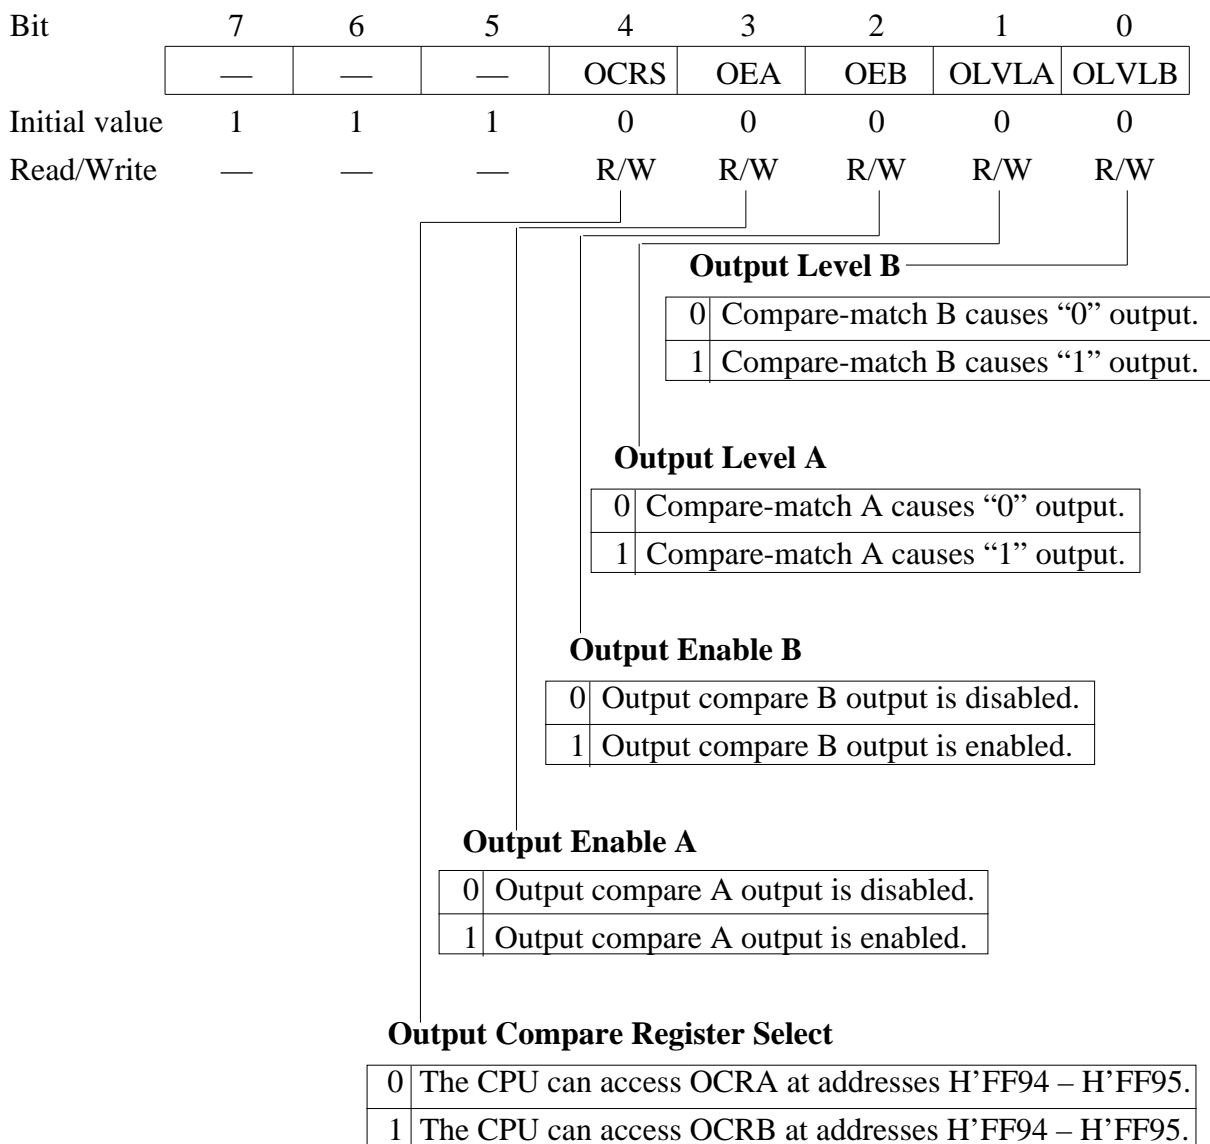 Bit 7 6 5 4 3 2 1 0
— — — OCRS OEA OEB OLVLA OLVLB
Initial value 1 1 1 0 0 0 0 0
Read/Write — — — R/W R/W R/W R/W R/W
Output Level B
0 Compare-match B causes “0” output.
1 Compare-match B causes “1” output.
Output Level A
0 Compare-match A causes “0” output.
1 Compare-match A causes “1” output.
Output Enable B
0 Output compare B output is disabled.
1 Output compare B output is enabled.
Output Enable A
0 Output compare A output is disabled.
1 Output compare A output is enabled.
Output Compare Register Select
0 The CPU can access OCRA at addresses H’FF94 – H’FF95.
1 The CPU can access OCRB at addresses H’FF94 – H’FF95.